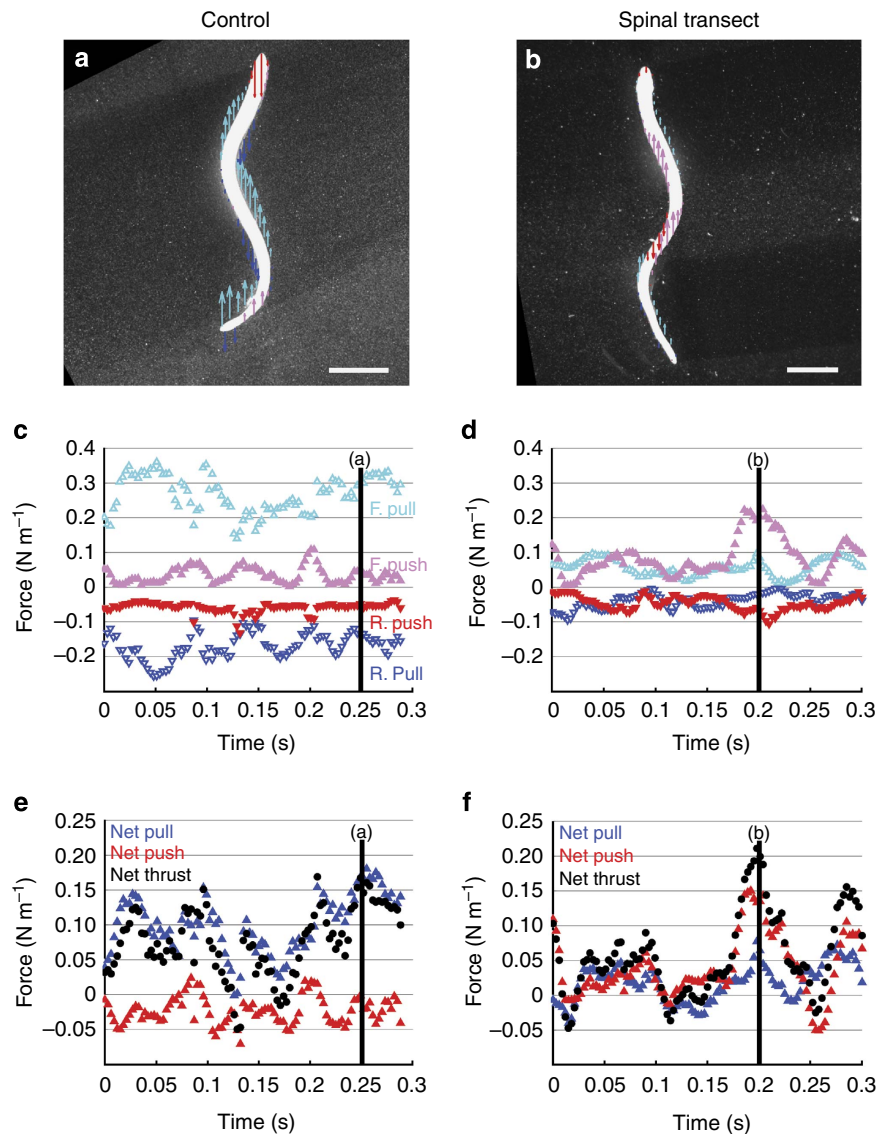 Control
Spinal transect
a
b
c
d
0.4
0.3
0.2
0.1
0
–0.1
–0.2
Force (N m⁻¹)
(a)
F. pull
F. push
R. push
R. Pull
0
0.05
0.1
0.15
0.2
0.25
0.3
Time (s)
0.4
0.3
0.2
0.1
0
–0.1
–0.2
Force (N m⁻¹)
(b)
0
0.05
0.1
0.15
0.2
0.25
0.3
Time (s)
e
f
0.25
0.20
0.15
0.10
0.05
0
–0.05
Force (N m⁻¹)
Net pull
Net push
Net thrust
(a)
0
0.05
0.1
0.15
0.2
0.25
0.3
Time (s)
0.25
0.20
0.15
0.10
0.05
0
–0.05
Force (N m⁻¹)
Net pull
Net push
Net thrust
(b)
0
0.05
0.1
0.15
0.2
0.25
0.3
Time (s)